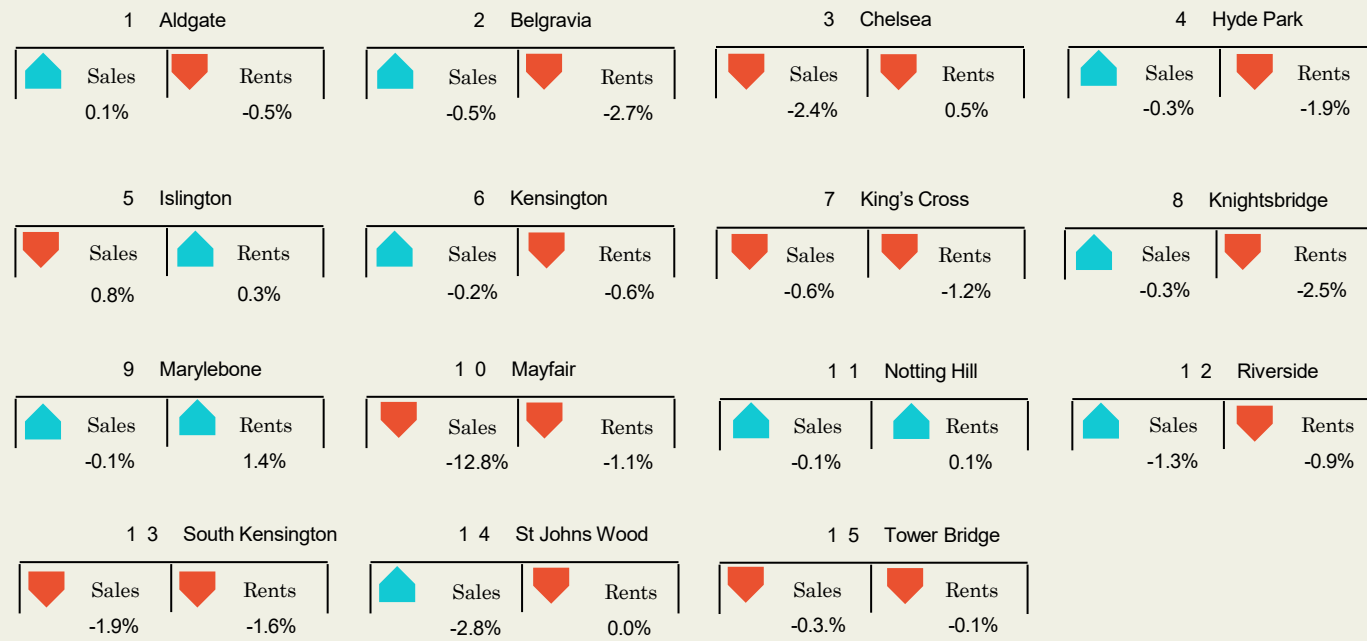 1 Aldgate
Sales Rents
0.1% -0.5%
2 Belgravia
Sales Rents
-0.5% -2.7%
3 Chelsea
Sales Rents
-2.4% 0.5%
4 Hyde Park
Sales Rents
-0.3% -1.9%
5 Islington
Sales Rents
0.8% 0.3%
6 Kensington
Sales Rents
-0.2% -0.6%
7 King’s Cross
Sales Rents
-0.6% -1.2%
8 Knightsbridge
Sales Rents
-0.3% -2.5%
9 Marylebone
Sales Rents
-0.1% 1.4%
1 0 Mayfair
Sales Rents
-12.8% -1.1%
1 1 Notting Hill
Sales Rents
-0.1% 0.1%
1 2 Riverside
Sales Rents
-1.3% -0.9%
1 3 South Kensington
Sales Rents
-1.9% -1.6%
1 4 St Johns Wood
Sales Rents
-2.8% 0.0%
1 5 Tower Bridge
Sales Rents
-0.3.% -0.1%